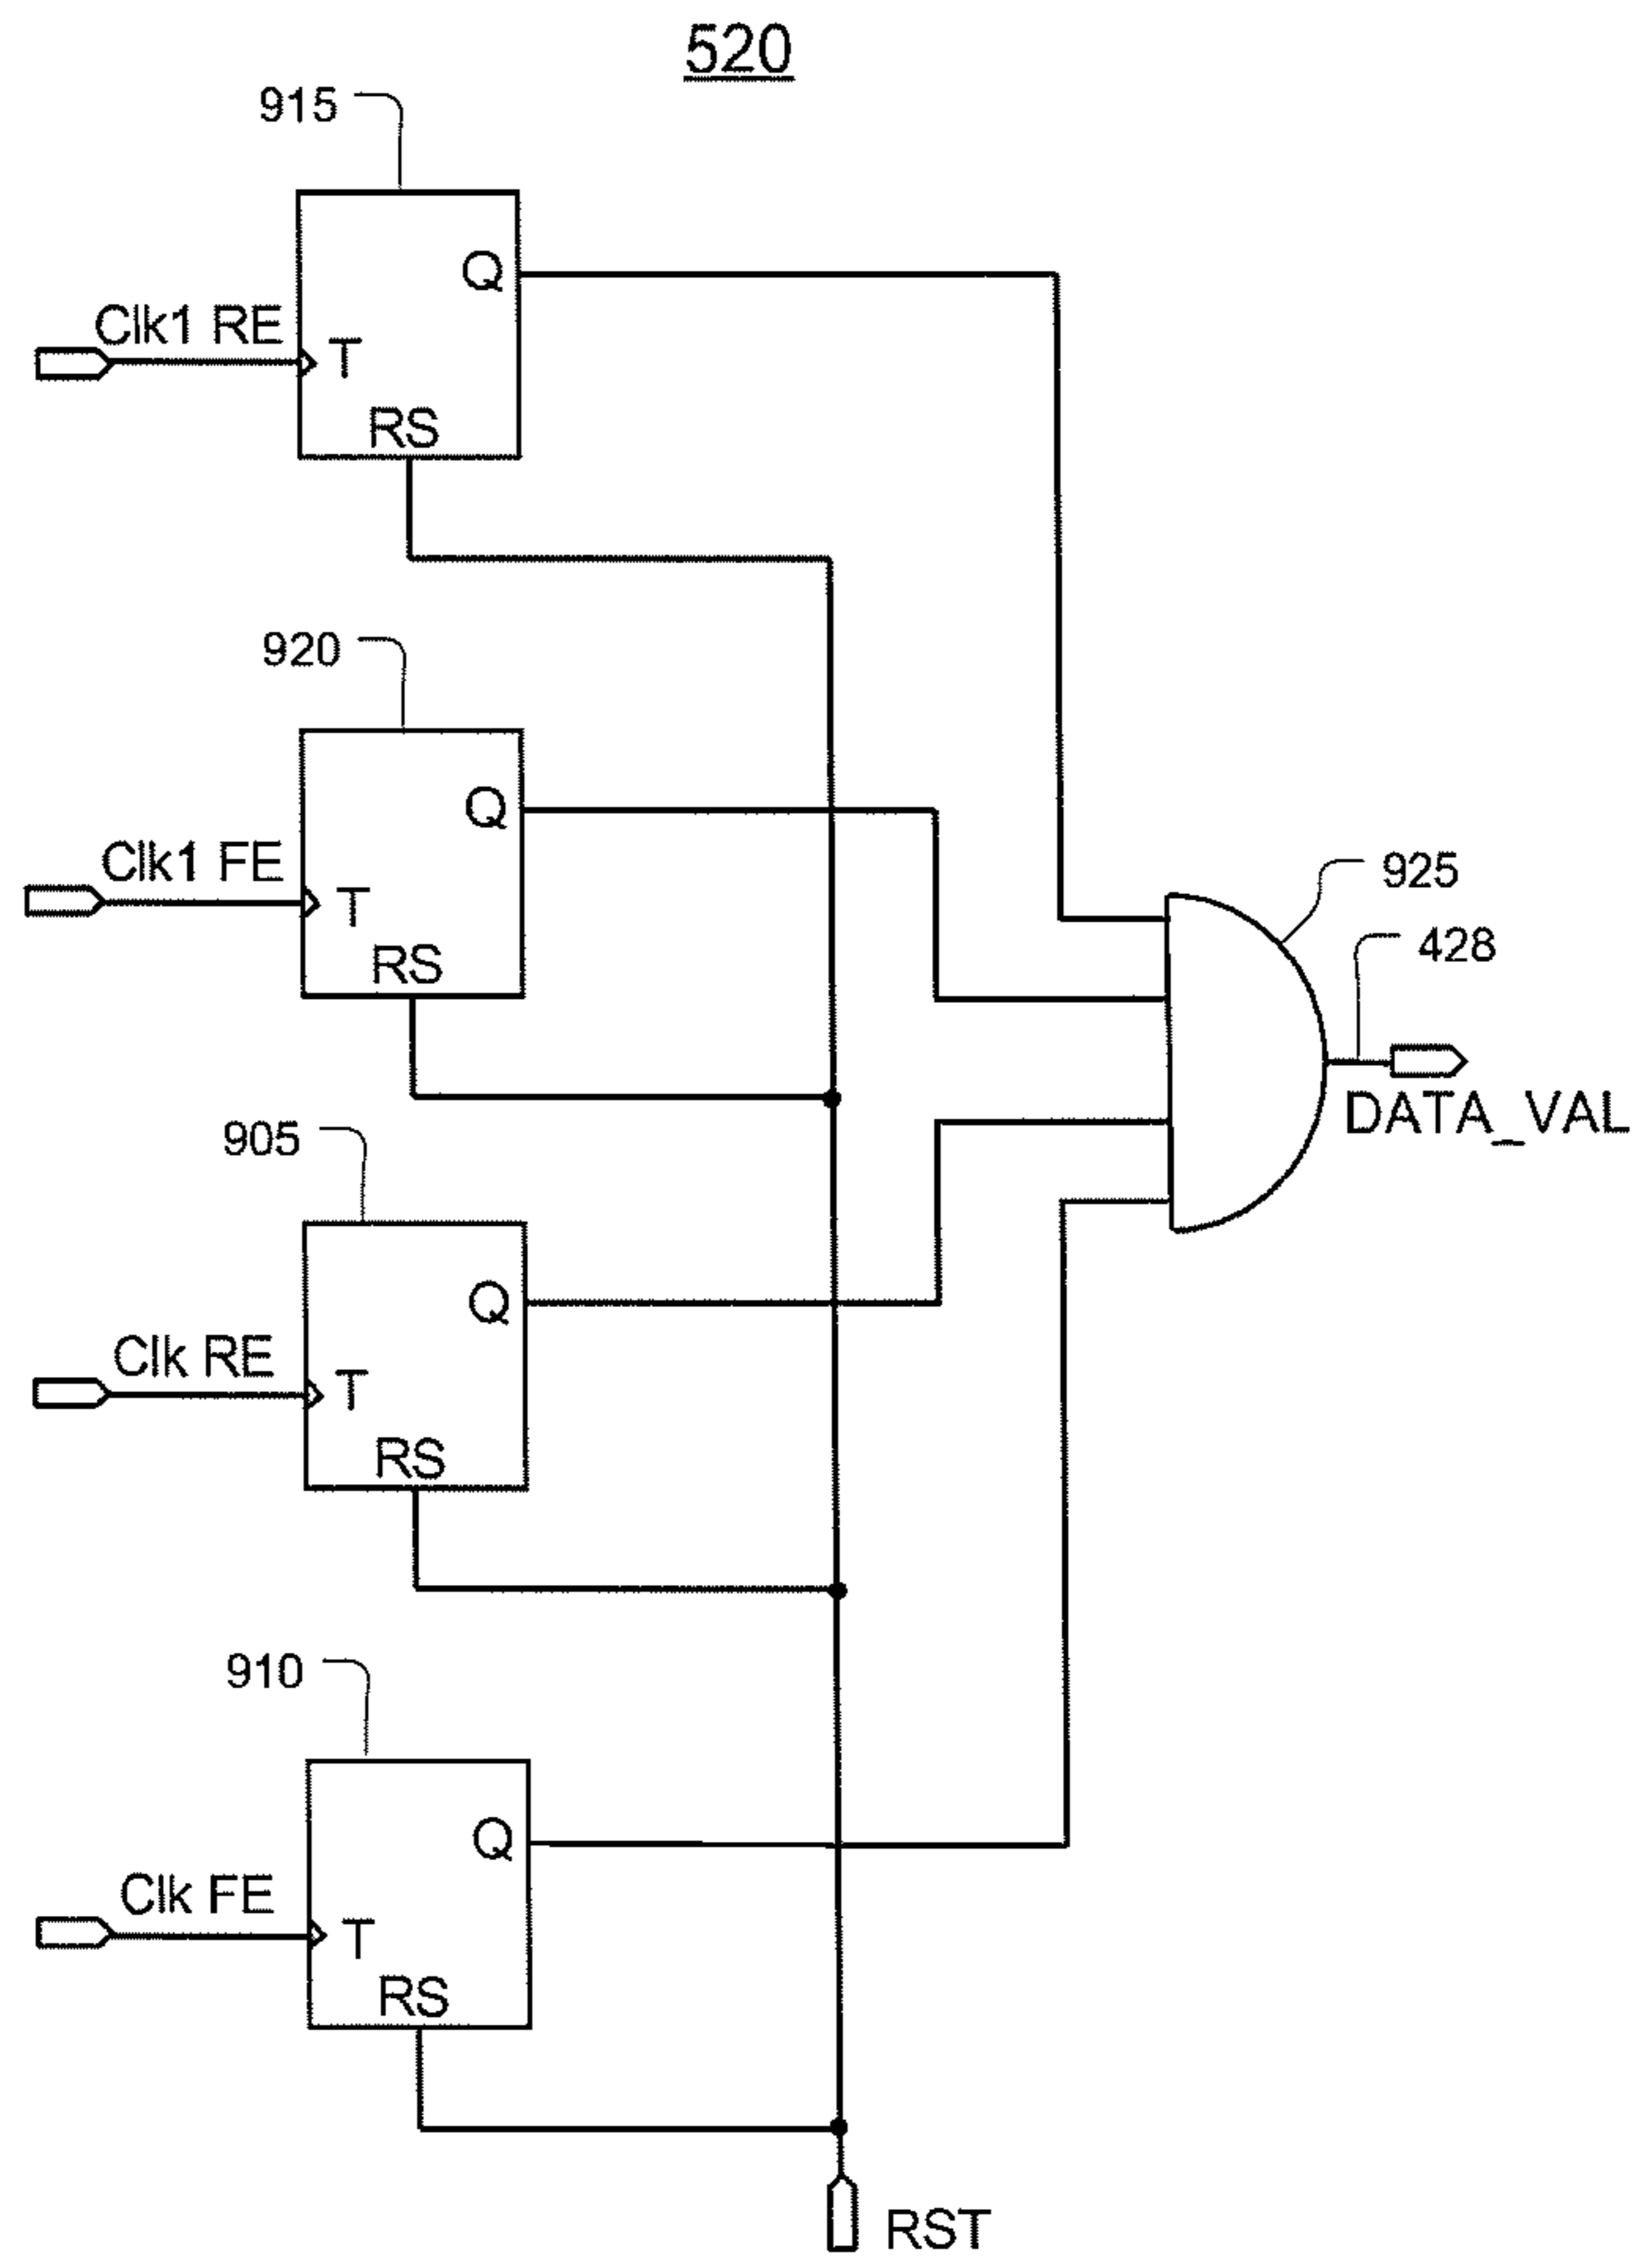 520
915
Q
Clk1 RE
T
RS
920
Q
Clk1 FE
T
RS
925
428
DATA_VAL
905
Q
Clk RE
T
RS
910
Q
Clk FE
T
RS
RST